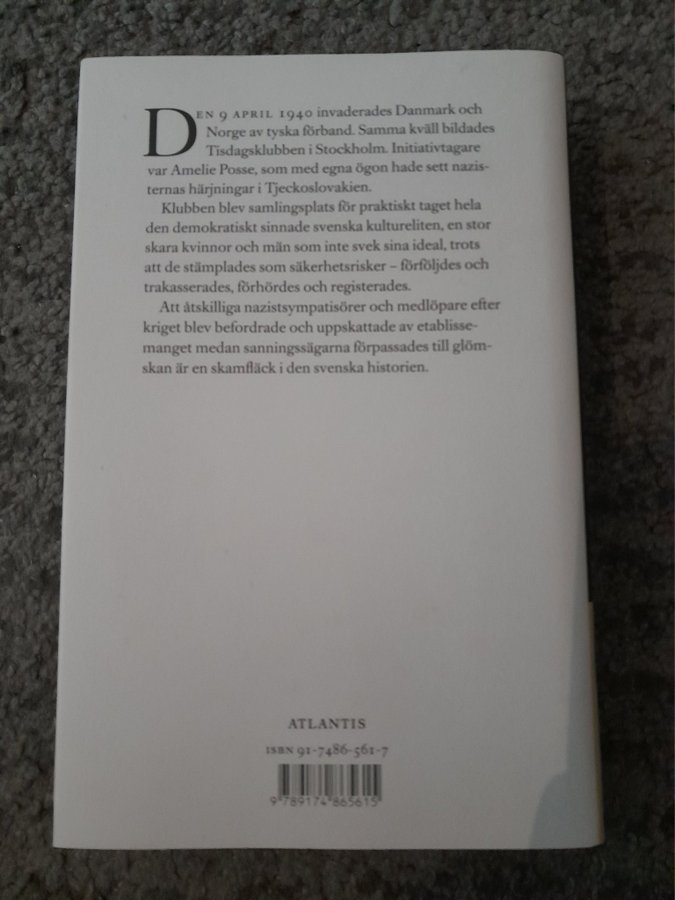 DEN 9 APRIL 1940 invaderades Danmark och
Norge av tyska förband. Samma kväll bildades
Tisdagsklubben i Stockholm. Initiativtagare
var Amelie Posse, som med egna ögon hade sett nazis-
ternas härjningar i Tjeckoslovakien.
Klubben blev samlingsplats för praktiskt taget hela
den demokratiskt sinnade svenska kultureliten, en stor
skara kvinnor och män som inte svek sina ideal, trots
att de stämplades som säkerhetsrisker – förföljdes och
trakasserades, förhördes och registerades.
Att åtskilliga nazistsympatisörer och medlöpare efter
kriget blev befordrade och uppskattade av etablisse-
manget medan sanningssägarna förpassades till glöm-
skan är en skamfläck i den svenska historien.
ATLANTIS
ISBN 91-7486-561-7
9 789174 865615